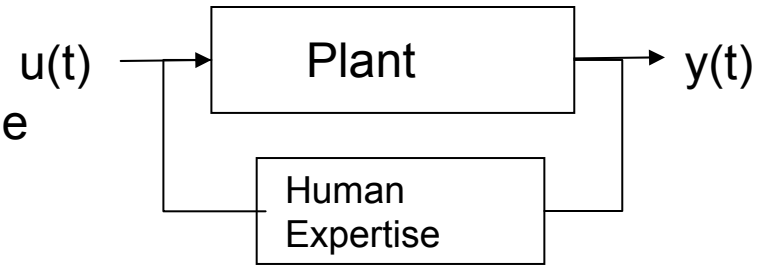 Plant
u(t)
y(t)
e
Human
Expertise